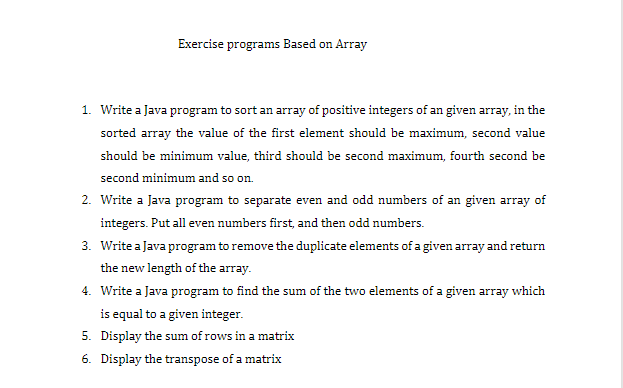 Exercise programs Based on Array
1. Write a Java program to sort an array of positive integers of an given array, in the
sorted array the value of the first element should be maximum, second value
should be minimum value, third should be second maximum, fourth second be
second minimum and so on.
2. Write a Java program to separate even and odd numbers of an given array of
integers. Put all even numbers first, and then odd numbers.
3. Write a Java program to remove the duplicate elements of a given array and return
the new length of the array.
4. Write a Java program to find the sum of the two elements of a given array which
is equal to a given integer.
5. Display the sum of rows in a matrix
6. Display the transpose of a matrix